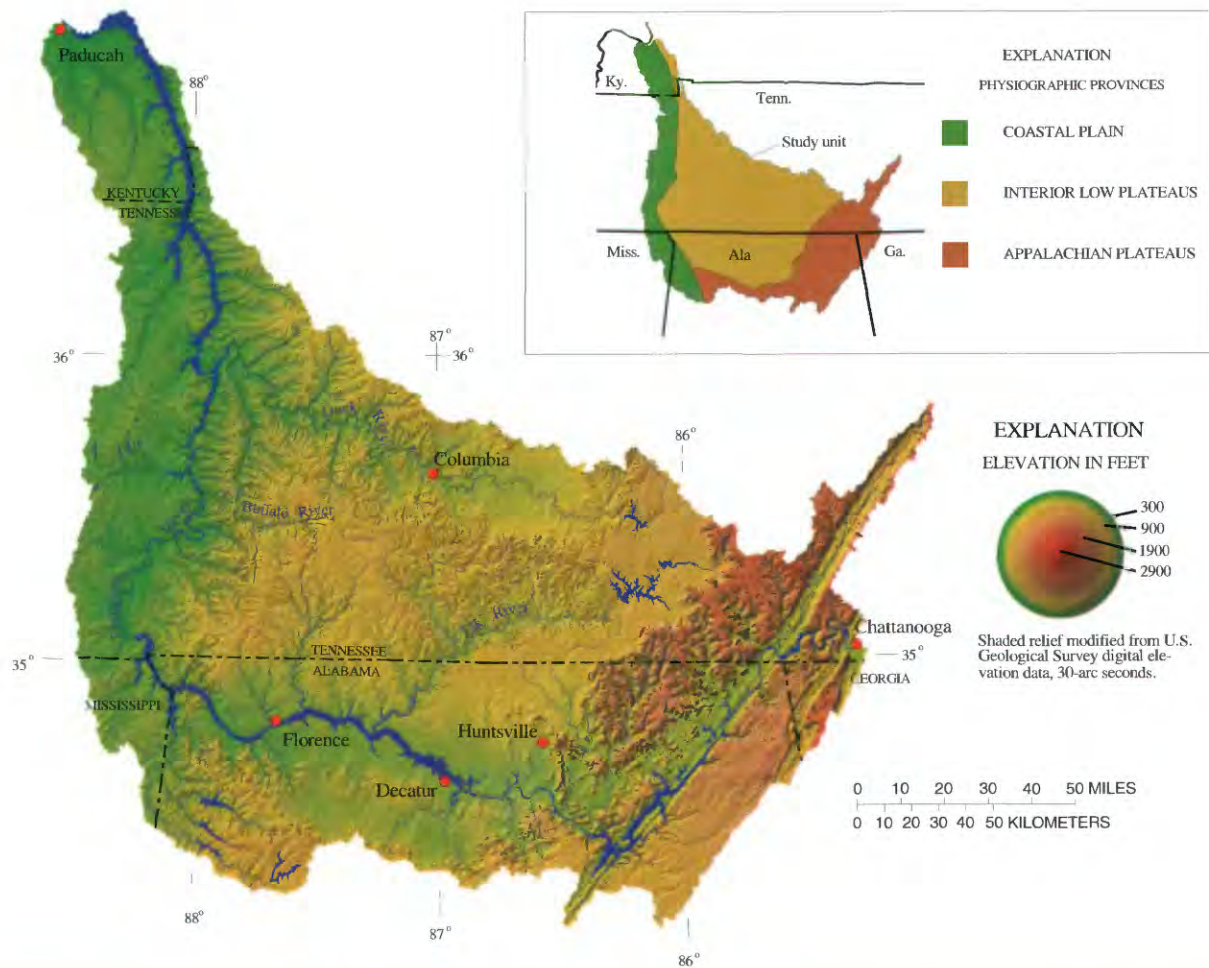 Paducah
88°
KENTUCKY
TENNESSEE
36°
87°
36°
Duck River
Columbia
86°
Buffalo River
Elk River
35°
TENNESSEE
ALABAMA
Chattanooga
35°
GEORGIA
MISSISSIPPI
Florence
Huntsville
Decatur
88°
87°
86°
EXPLANATION
PHYSIOGRAPHIC PROVINCES
Ky.
Tenn.
COASTAL PLAIN
Study unit
INTERIOR LOW PLATEAUS
Miss.
Ala
Ga.
APPALACHIAN PLATEAUS
EXPLANATION
ELEVATION IN FEET
300
900
1900
2900
Shaded relief modified from U.S.
Geological Survey digital ele-
vation data, 30-arc seconds.
0 10 20 30 40 50 MILES
0 10 20 30 40 50 KILOMETERS